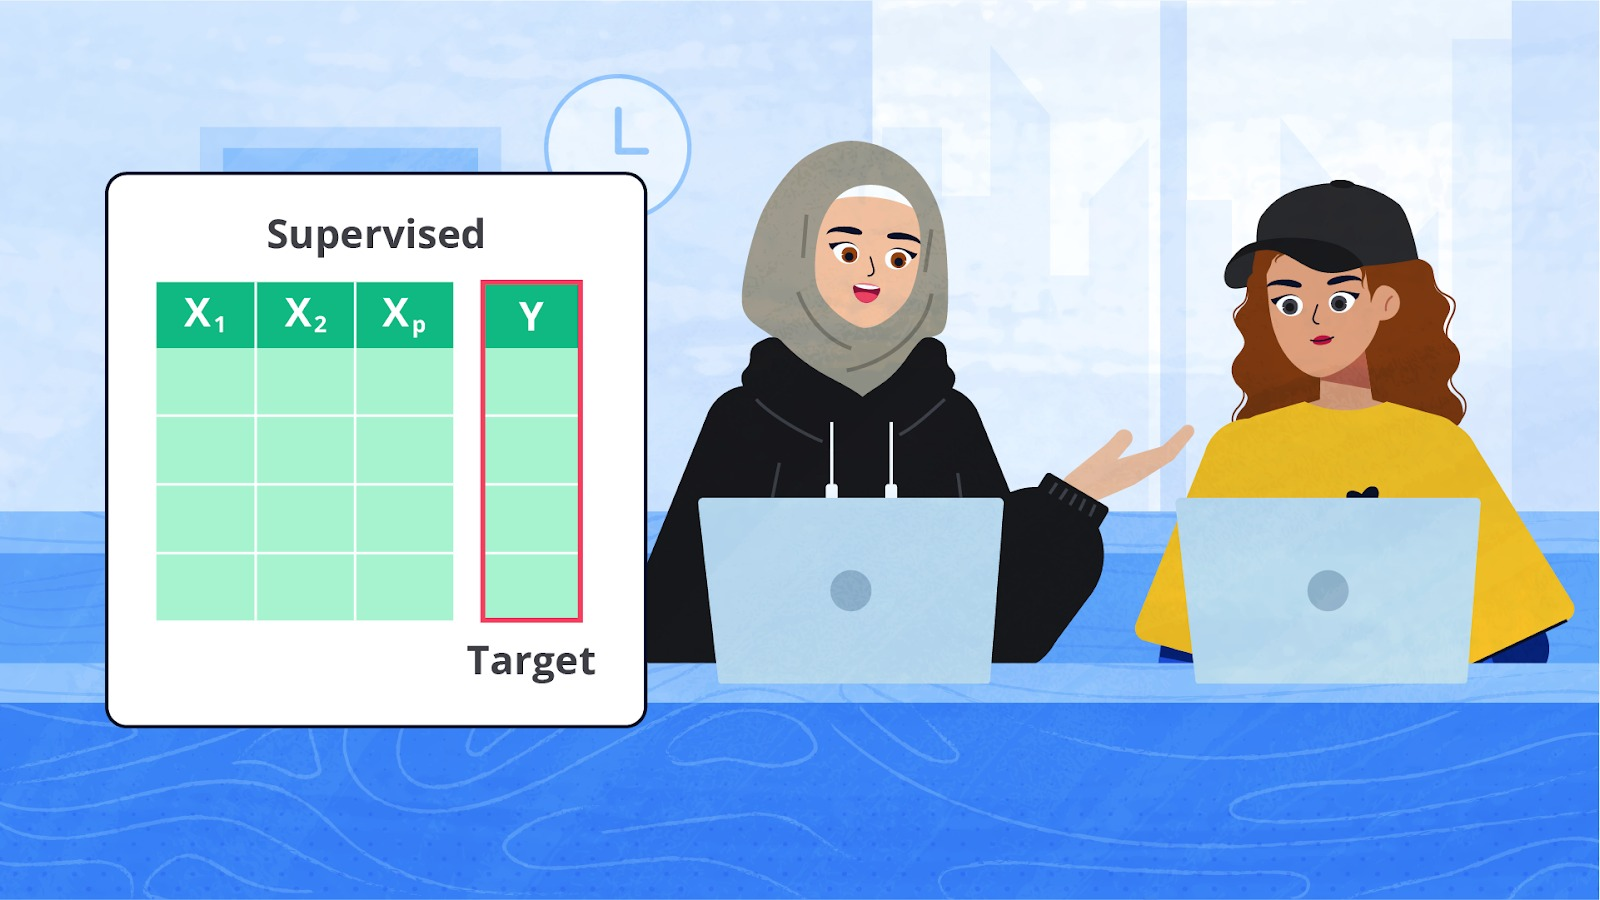 Supervised
X₁ X₂ Xₚ Y
Target